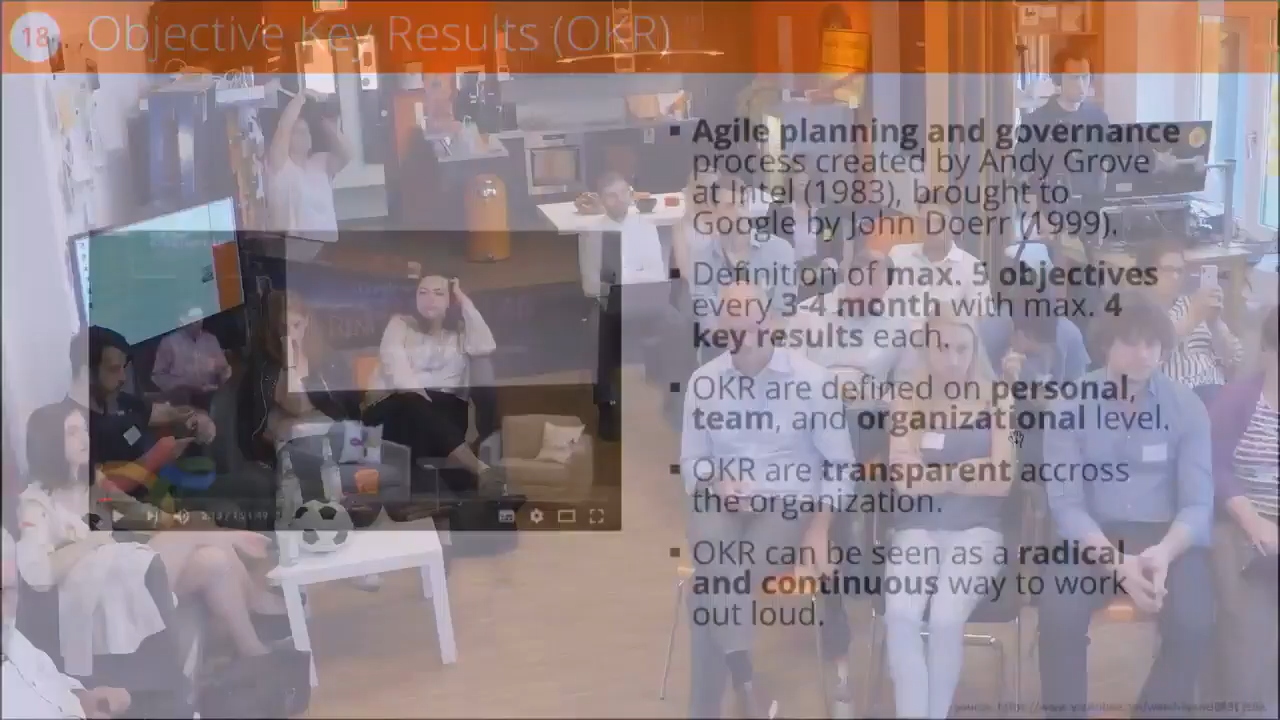 18
Objective Key Results (OKR)
▪ Agile planning and governance
process created by Andy Grove
at Intel (1983), brought to
Google by John Doerr (1999).
▪ Definition of max. 5 objectives
every 3-4 month with max. 4
key results each.
▪ OKR are defined on personal,
team, and organizational level.
▪ OKR are transparent accross
the organization.
▪ OKR can be seen as a radical
and continuous way to work
out loud.